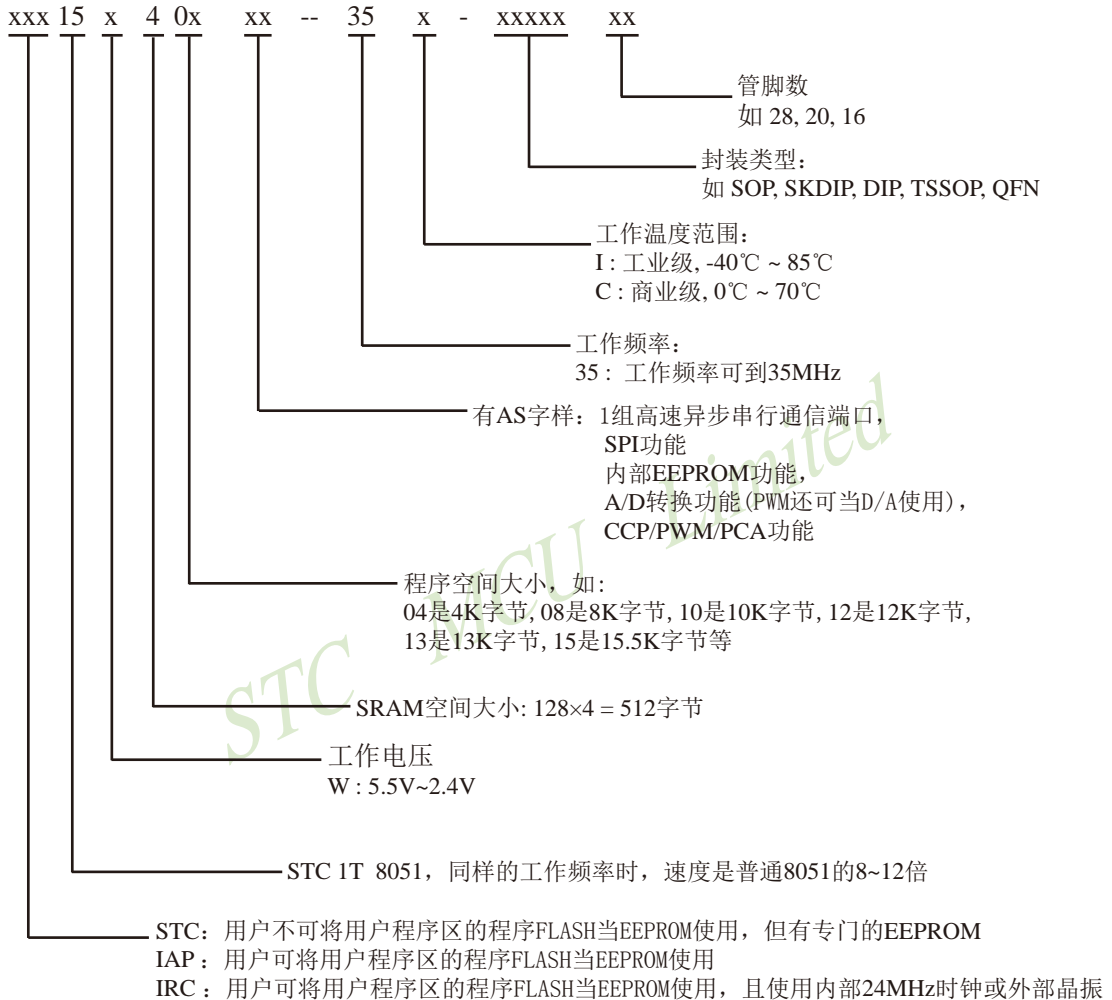 xxx 15 x 4 0x xx -- 35 x - xxxxx xx
管脚数
如 28, 20, 16
封装类型：
如 SOP, SKDIP, DIP, TSSOP, QFN
工作温度范围：
I : 工业级, -40℃ ~ 85℃
C : 商业级, 0℃ ~ 70℃
工作频率：
35 : 工作频率可到35MHz
有AS字样：1组高速异步串行通信端口，
SPI功能
内部EEPROM功能，
A/D转换功能(PWM还可当D/A使用)，
CCP/PWM/PCA功能
程序空间大小，如:
04是4K字节, 08是8K字节, 10是10K字节, 12是12K字节,
13是13K字节, 15是15.5K字节等
SRAM空间大小: 128×4 = 512字节
工作电压
W : 5.5V~2.4V
STC 1T 8051，同样的工作频率时，速度是普通8051的8~12倍
STC：用户不可将用户程序区的程序FLASH当EEPROM使用，但有专门的EEPROM
IAP：用户可将用户程序区的程序FLASH当EEPROM使用
IRC：用户可将用户程序区的程序FLASH当EEPROM使用，且使用内部24MHz时钟或外部晶振
STC MCU Limited